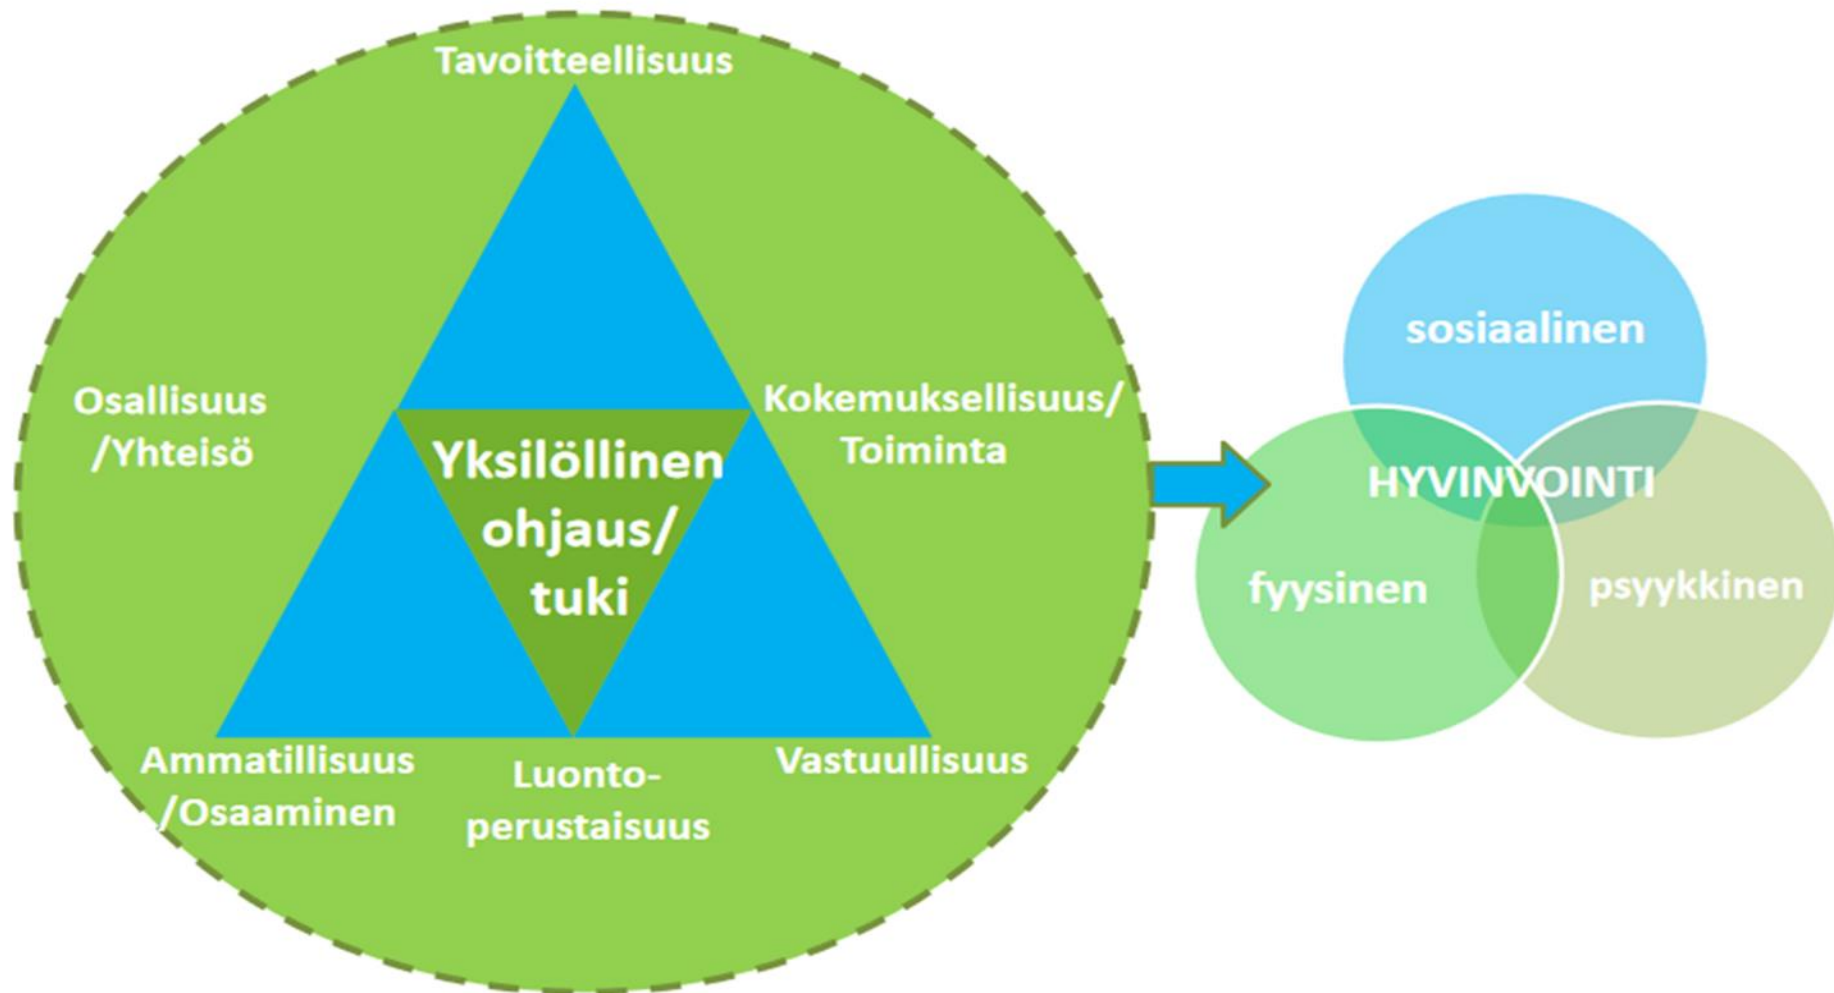 Tavoitteellisuus
Osallisuus
/Yhteisö
Kokemuksellisuus/
Toiminta
Yksilöllinen
ohjaus/
tuki
Ammatillisuus
/Osaaminen
Luonto-
perustaisuus
Vastuullisuus
sosiaalinen
HYVINVOINTI
fyysinen
psyykkinen